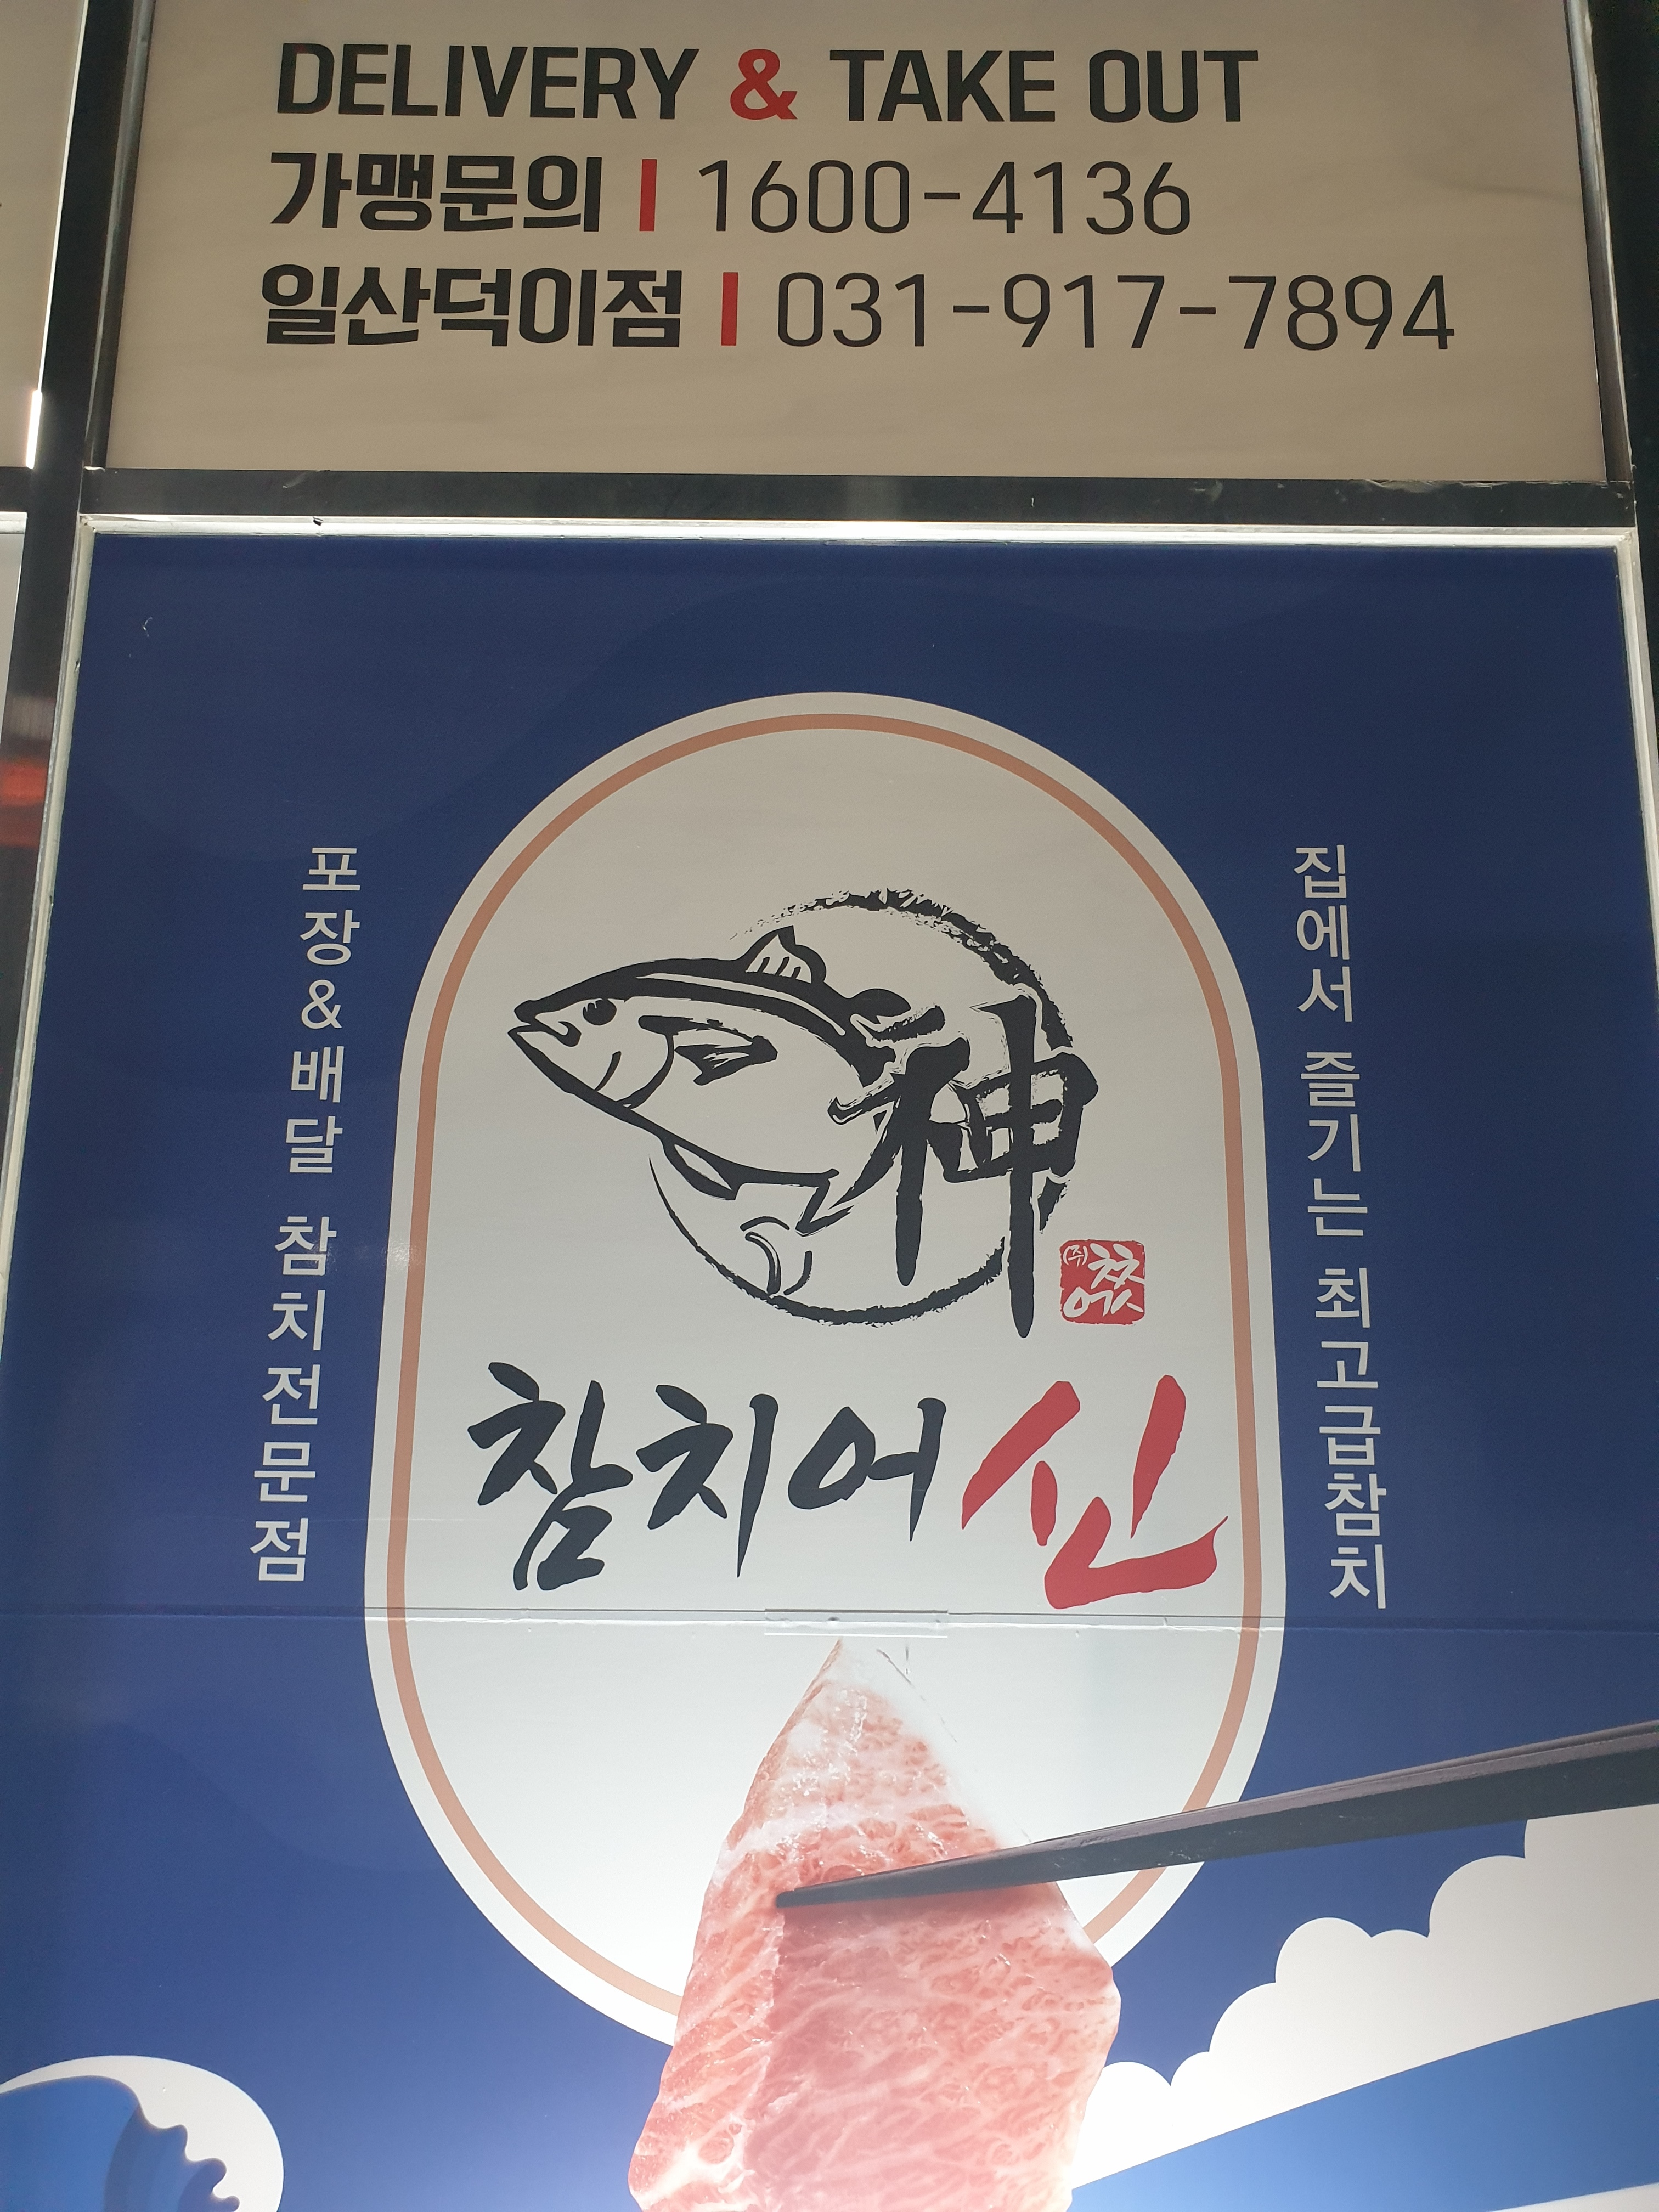 DELIVERY & TAKE OUT
가맹문의 | 1600-4136
일산덕이점 | 031-917-7894
포장&배달 참치전문점
집에서 즐기는 최고급참치
神
참치어신